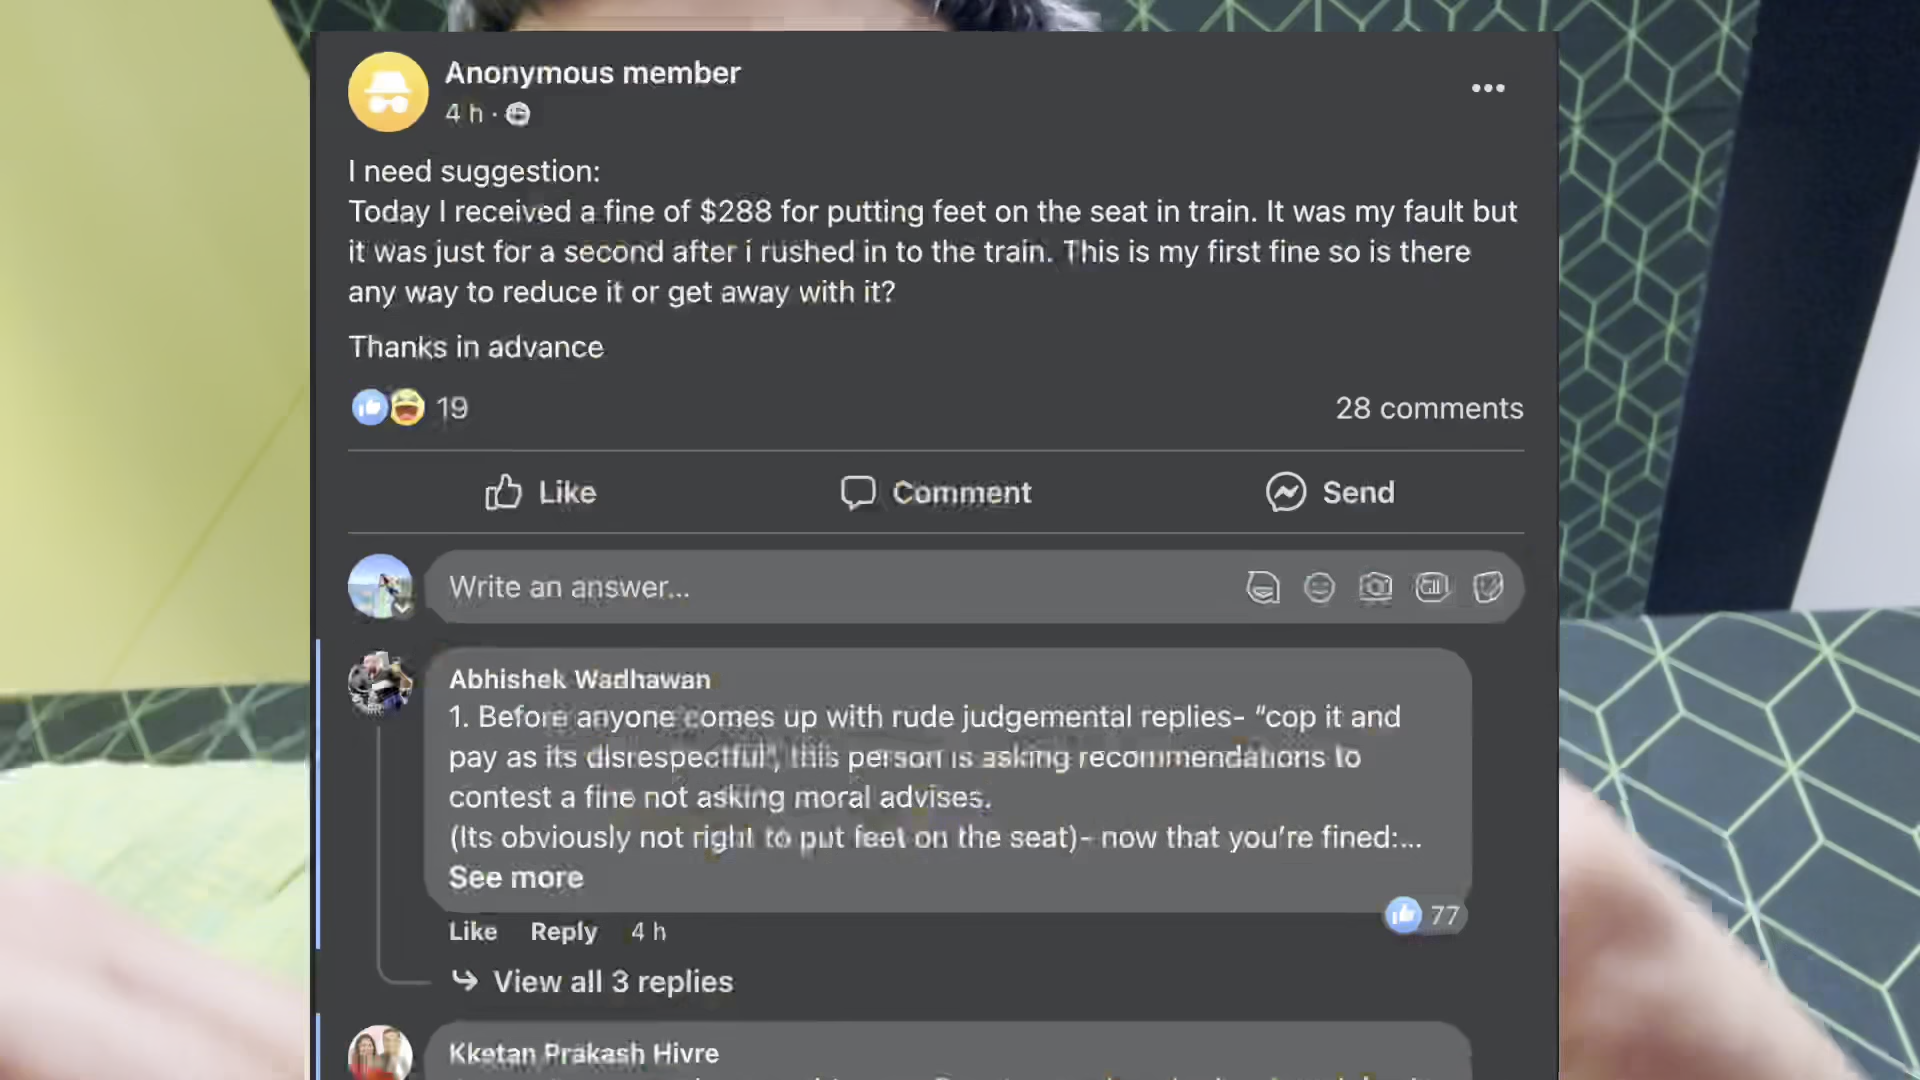 Anonymous member
4 h ·
I need suggestion:
Today I received a fine of $288 for putting feet on the seat in train. It was my fault but
it was just for a second after i rushed in to the train. This is my first fine so is there
any way to reduce it or get away with it?
Thanks in advance
19
28 comments
Like
Comment
Send
Write an answer...
GIF
Abhishek Wadhawan
1. Before anyone comes up with rude judgemental replies- “cop it and
pay as its disrespectful”, this person is asking recommendations to
contest a fine not asking moral advises.
(Its obviously not right to put feet on the seat)- now that you’re fined:...
See more
77
Like Reply 4 h
View all 3 replies
Kketan Prakash Hivre